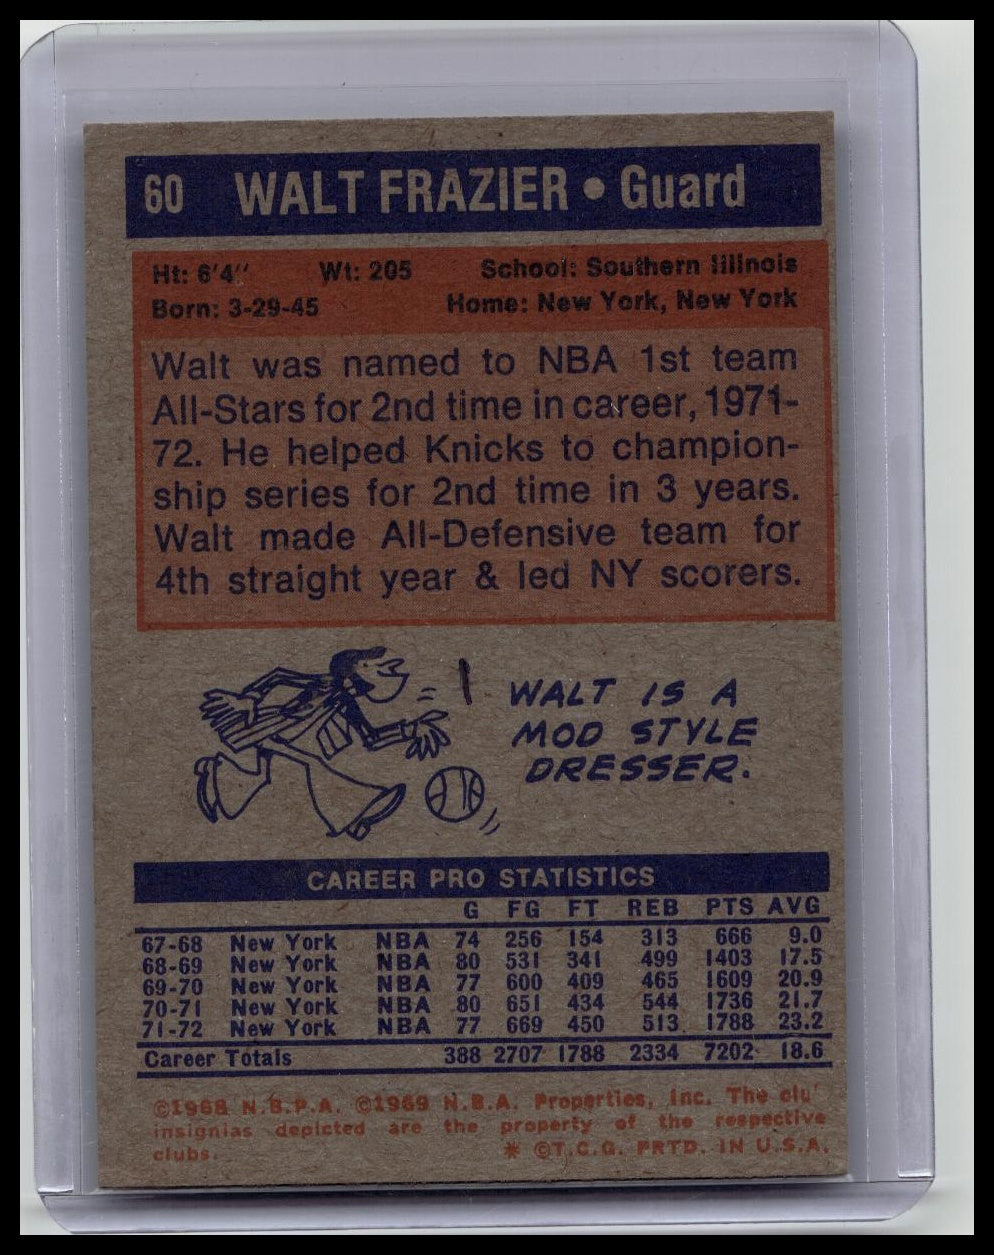 60 WALT FRAZIER • Guard
Ht: 6'4" Wt: 205 School: Southern Illinois
Born: 3-29-45 Home: New York, New York
Walt was named to NBA 1st team
All-Stars for 2nd time in career, 1971-
72. He helped Knicks to champion-
ship series for 2nd time in 3 years.
Walt made All-Defensive team for
4th straight year & led NY scorers.
WALT IS A
MOD STYLE
DRESSER.
CAREER PRO STATISTICS
G FG FT REB PTS AVG
67-68 New York NBA 74 256 154 313 666 9.0
68-69 New York NBA 80 531 341 499 1403 17.5
69-70 New York NBA 77 600 409 465 1609 20.9
70-71 New York NBA 80 651 434 544 1736 21.7
71-72 New York NBA 77 669 450 513 1788 23.2
Career Totals 388 2707 1788 2334 7202 18.6
©1968 N.B.P.A. ©1969 N.B.A. Properties, Inc. The clu
insignias depicted are the property of the respective
clubs. * ©T.C.G. PRTD. IN U.S.A.